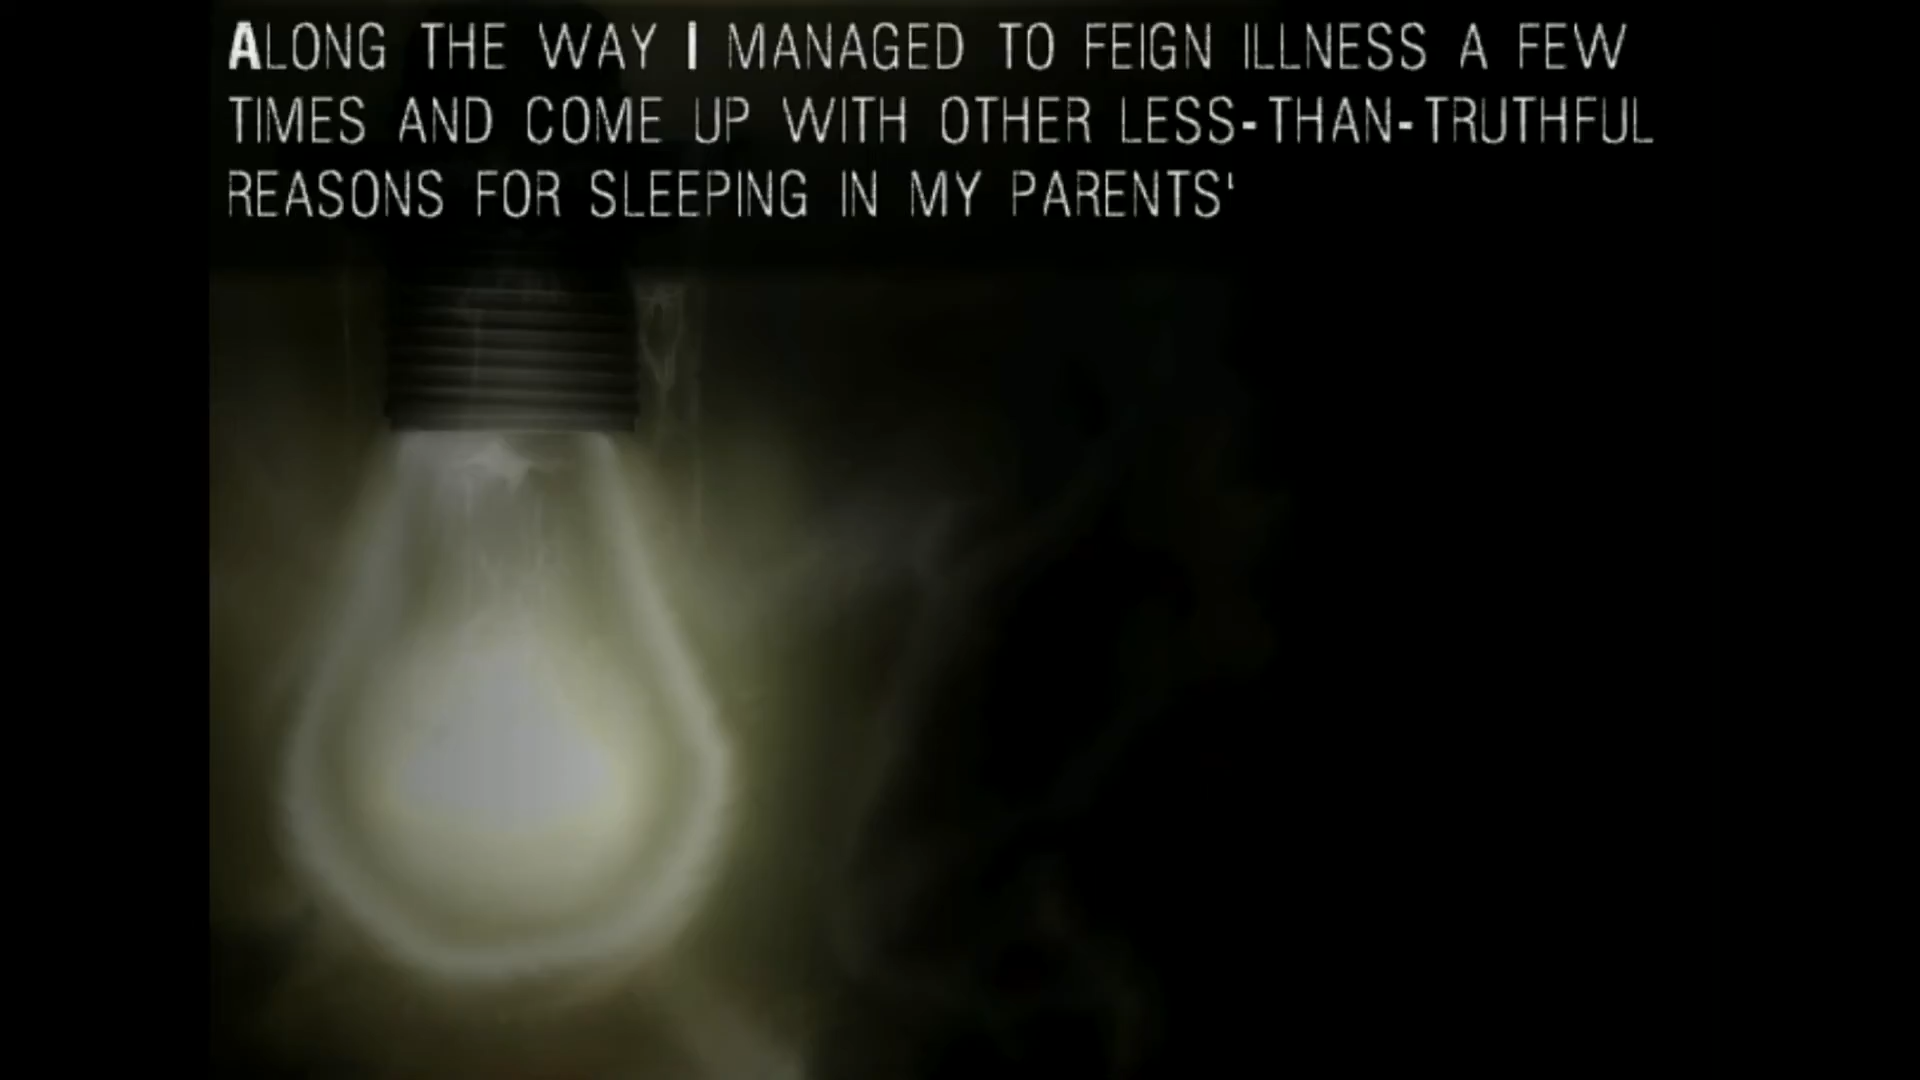 ALONG THE WAY I MANAGED TO FEIGN ILLNESS A FEW
TIMES AND COME UP WITH OTHER LESS-THAN-TRUTHFUL
REASONS FOR SLEEPING IN MY PARENTS'